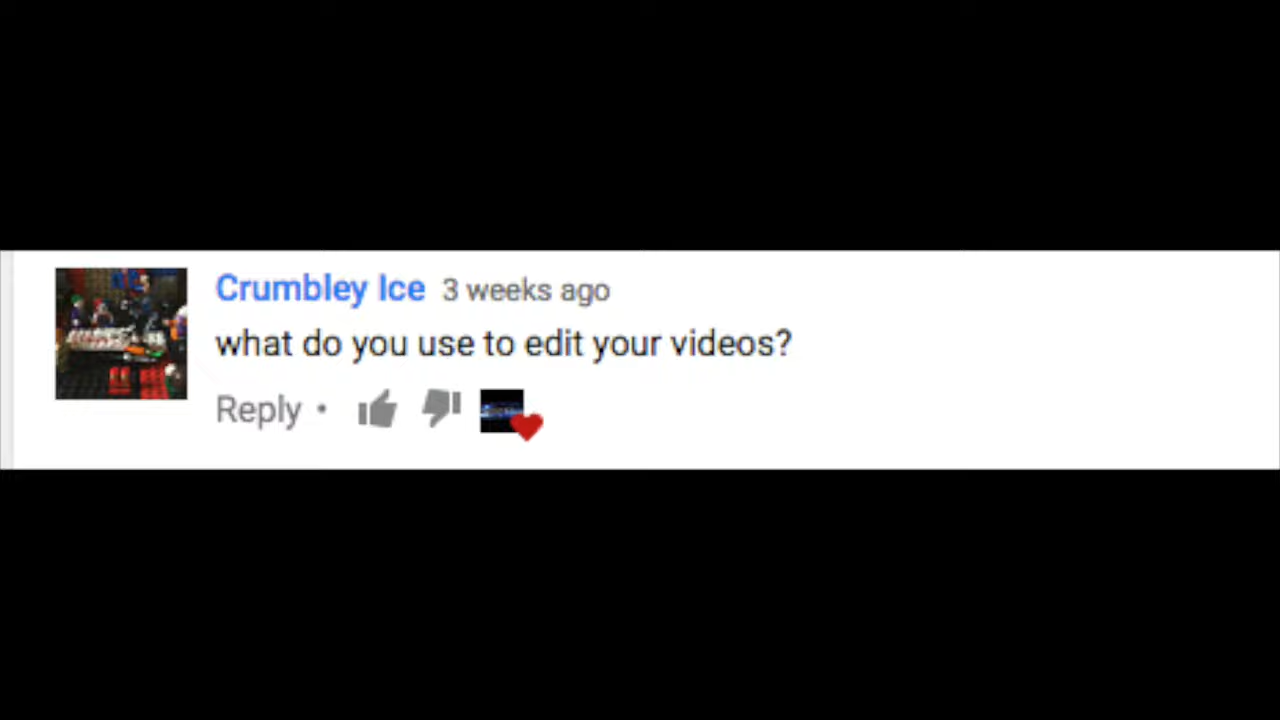 Crumbley Ice 3 weeks ago
what do you use to edit your videos?
Reply •